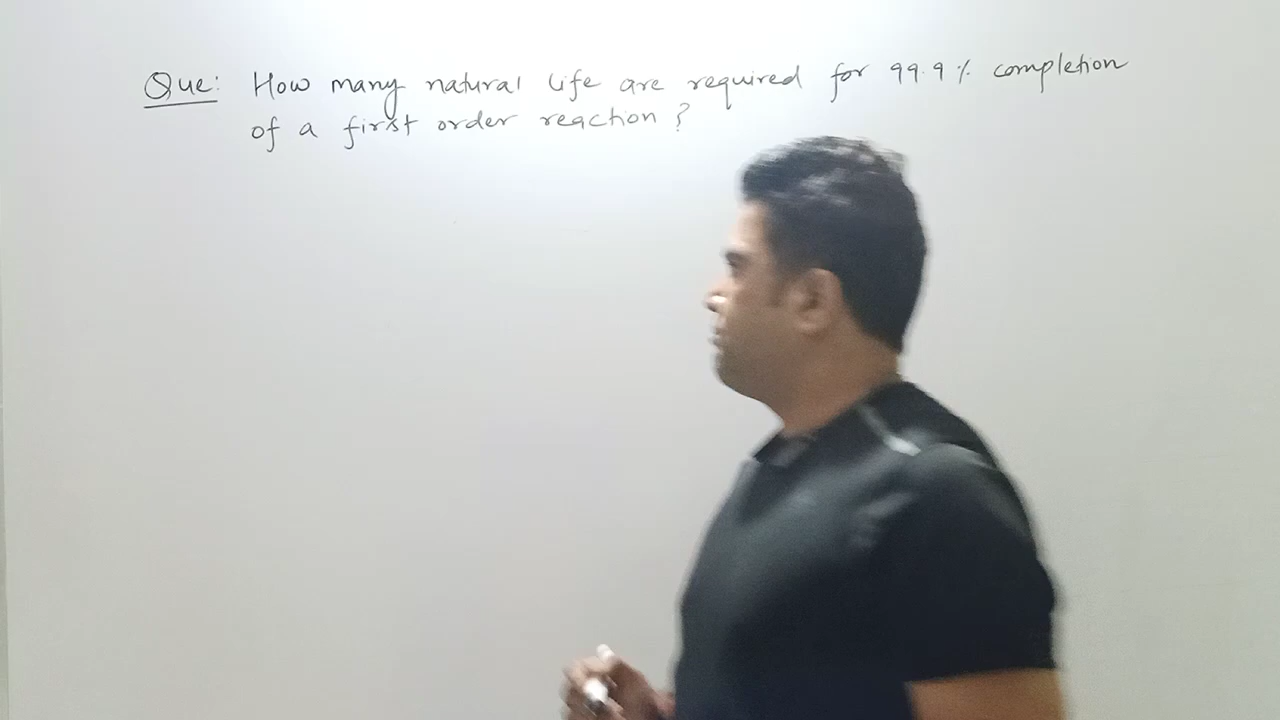 Que: How many natural life are required for 99.9% completion
of a first order reaction?